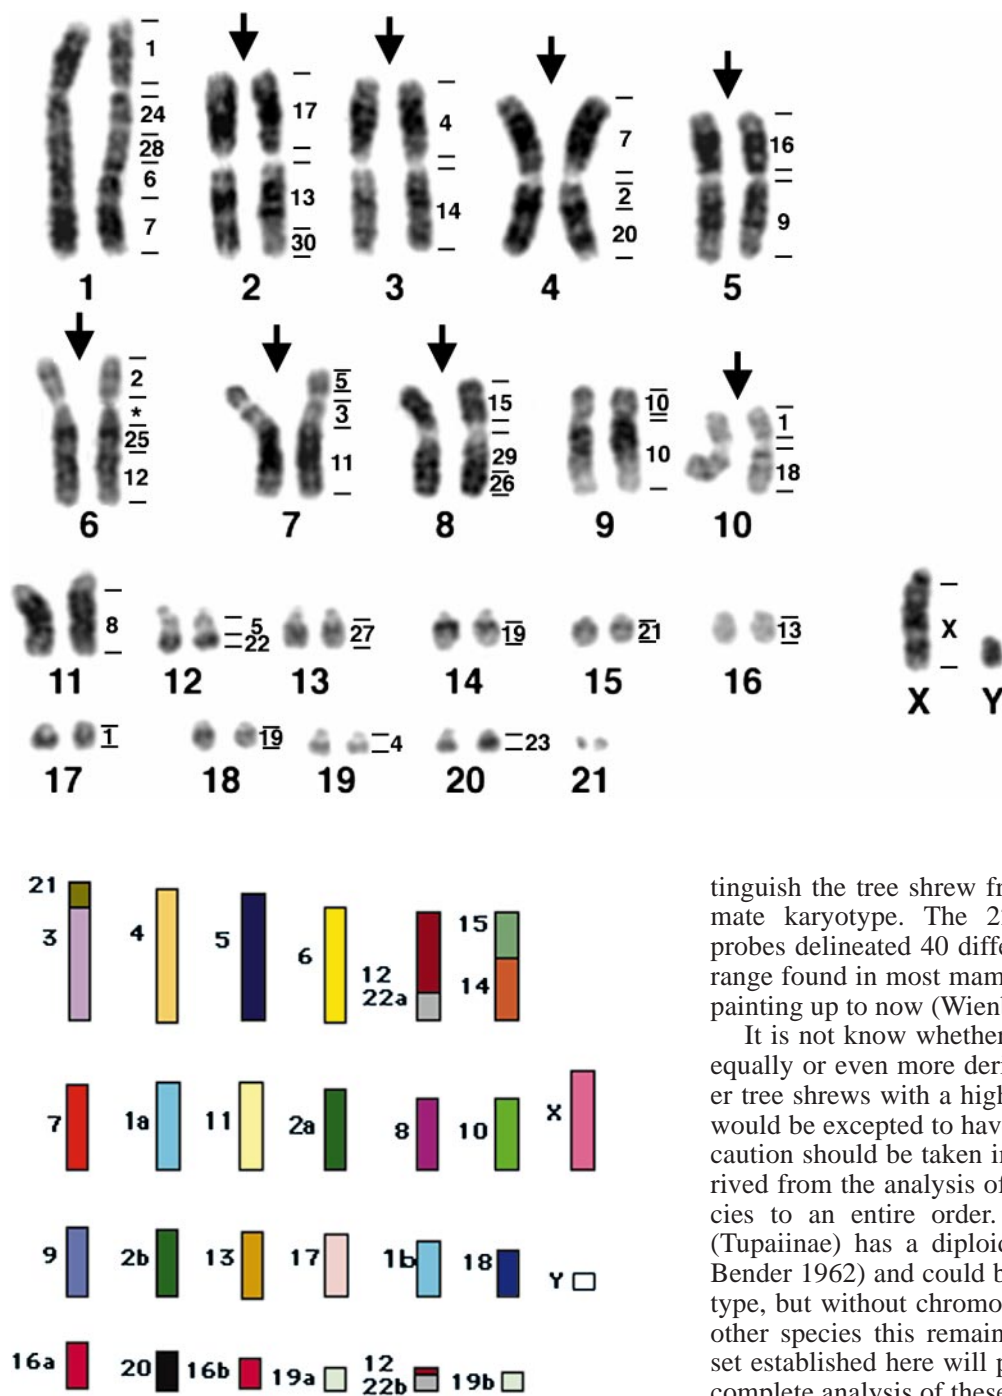 1
24
28
6
7
17
13
30
4
14
7
2
20
16
9
1 2 3 4 5
2
*
25
12
5
3
11
15
29
26
10
10
1
18
6 7 8 9 10
8
5
22
27
19
21
13
X
11 12 13 14 15 16 X Y
1
19
4
23
17 18 19 20 21
21
3
4
5
6
12
22a
15
14
7
1a
11
2a
8
10
X
9
2b
13
17
1b
18
Y
16a
20
16b
19a
12
22b
19b
tinguish the tree shrew fr
mate karyotype. The 2
probes delineated 40 diffe
range found in most mam
painting up to now (Wien
It is not know whether
equally or even more deri
er tree shrews with a high
would be excepted to hav
caution should be taken i
rived from the analysis of
cies to an entire order.
(Tupaiinae) has a diploi
Bender 1962) and could b
type, but without chromo
other species this remain
set established here will p
complete analysis of these